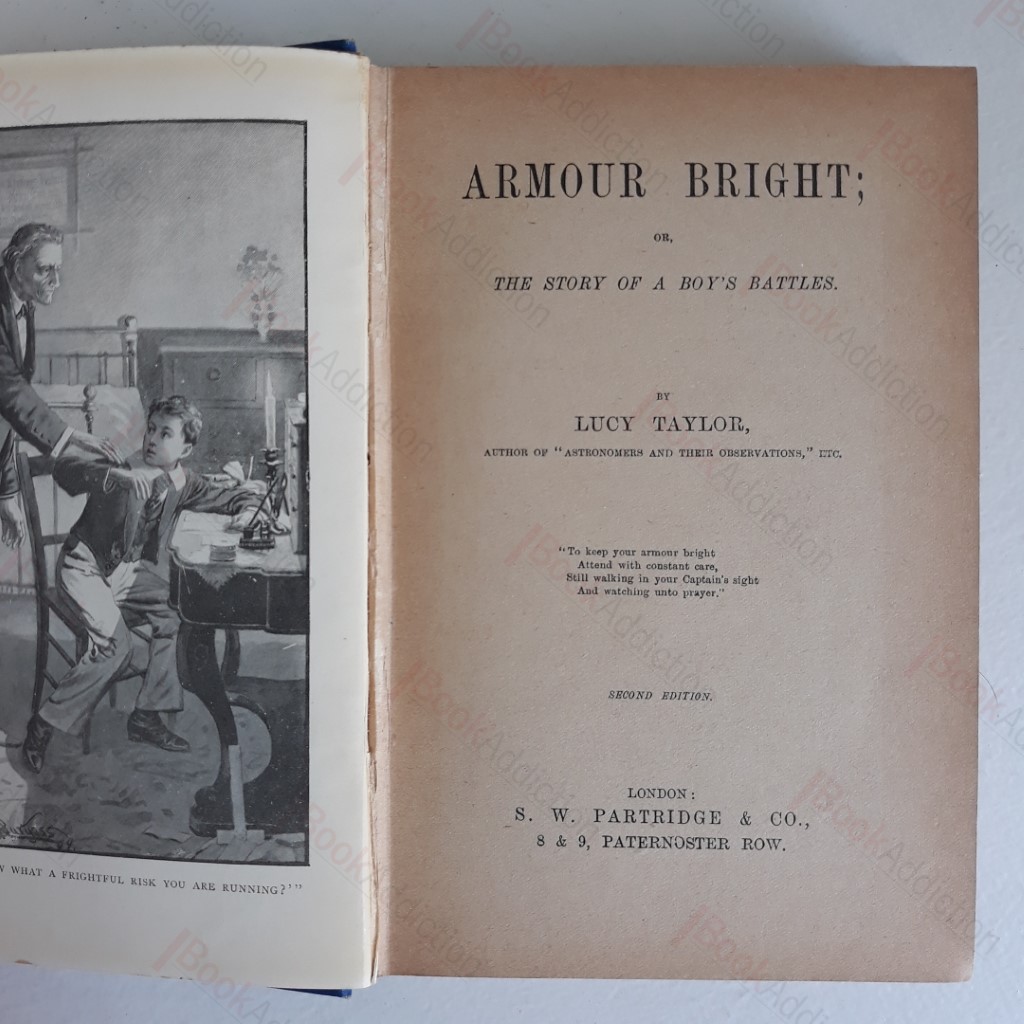 W WHAT A FRIGHTFUL RISK YOU ARE RUNNING?'"
ARMOUR BRIGHT;
OR,
THE STORY OF A BOY'S BATTLES.
BY
LUCY TAYLOR,
AUTHOR OF "ASTRONOMERS AND THEIR OBSERVATIONS," ETC.
"To keep your armour bright
Attend with constant care,
Still walking in your Captain's sight
And watching unto prayer."
SECOND EDITION.
LONDON:
S. W. PARTRIDGE & CO.,
8 & 9, PATERNOSTER ROW.
BookAddiction